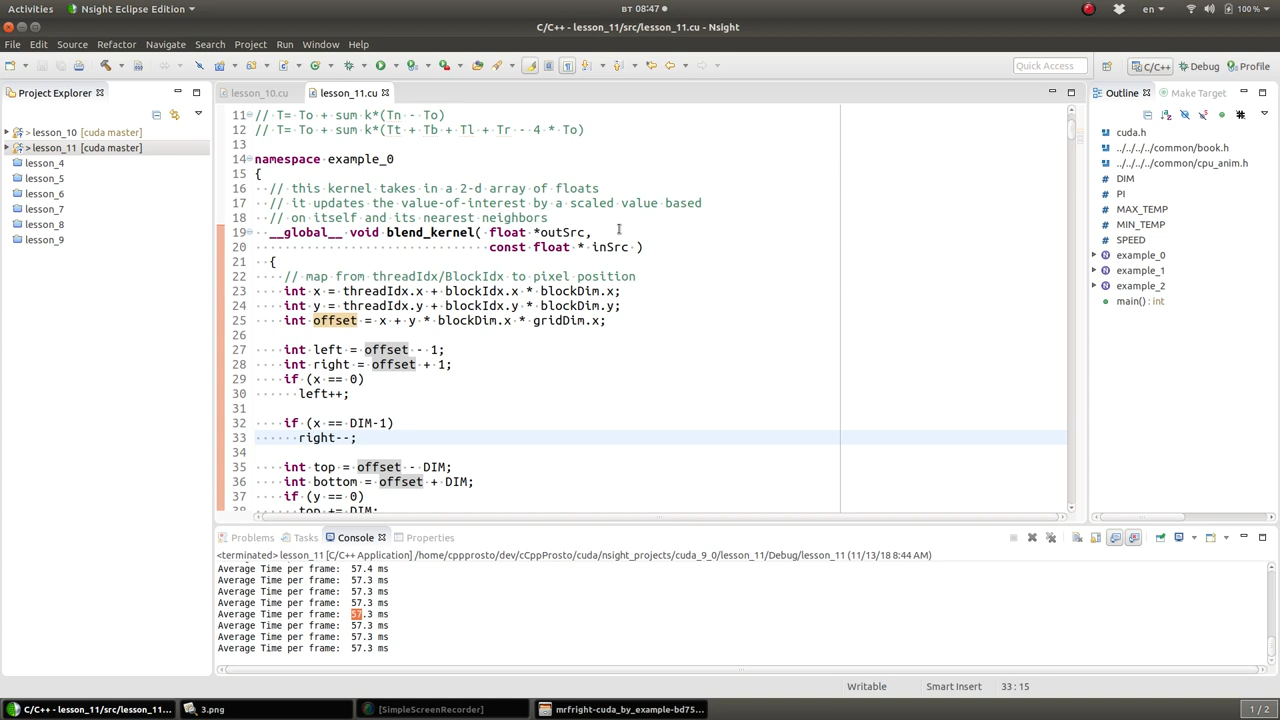 Activities
Nsight Eclipse Edition
ВТ 08:47
en
100 %
C/C++ - lesson_11/src/lesson_11.cu - Nsight
File Edit Source Refactor Navigate Search Project Run Window Help
Quick Access
C/C++
Debug
Profile
Project Explorer
> lesson_10 [cuda master]
> lesson_11 [cuda master]
lesson_4
lesson_5
lesson_6
lesson_7
lesson_8
lesson_9
lesson_10.cu
lesson_11.cu
11 // T= To + sum k*(Tn - To)
12 // T= To + sum k*(Tt + Tb + Tl + Tr - 4 * To)
13
14 namespace example_0
15 {
16 // this kernel takes in a 2-d array of floats
17 // it updates the value-of-interest by a scaled value based
18 // on itself and its nearest neighbors
19 __global__ void blend_kernel( float *outSrc,
20 const float * inSrc )
21 {
22 // map from threadIdx/BlockIdx to pixel position
23 int x = threadIdx.x + blockIdx.x * blockDim.x;
24 int y = threadIdx.y + blockIdx.y * blockDim.y;
25 int offset = x + y * blockDim.x * gridDim.x;
26
27 int left = offset - 1;
28 int right = offset + 1;
29 if (x == 0)
30 left++;
31
32 if (x == DIM-1)
33 right--;
34
35 int top = offset - DIM;
36 int bottom = offset + DIM;
37 if (y == 0)
38 top += DIM;
Outline
Make Target
cuda.h
../../../../common/book.h
../../../../common/cpu_anim.h
DIM
PI
MAX_TEMP
MIN_TEMP
SPEED
example_0
example_1
example_2
main() : int
Problems
Tasks
Console
Properties
<terminated> lesson_11 [C/C++ Application] /home/cppprosto/dev/cCppProsto/cuda/nsight_projects/cuda_9_0/lesson_11/Debug/lesson_11 (11/13/18 8:44 AM)
Average Time per frame: 57.4 ms
Average Time per frame: 57.3 ms
Average Time per frame: 57.3 ms
Average Time per frame: 57.3 ms
Average Time per frame: 57.3 ms
Average Time per frame: 57.3 ms
Average Time per frame: 57.3 ms
Average Time per frame: 57.3 ms
Writable
Smart Insert
33 : 15
C/C++ - lesson_11/src/lesson_11...
3.png
[SimpleScreenRecorder]
mrfright-cuda_by_example-bd75...
1 / 2